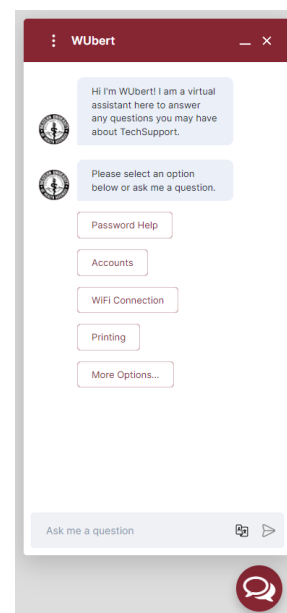 WUbert
Hi I'm WUbert! I am a virtual
assistant here to answer
any questions you may have
about TechSupport.
Please select an option
below or ask me a question.
Password Help
Accounts
WiFi Connection
Printing
More Options...
Ask me a question